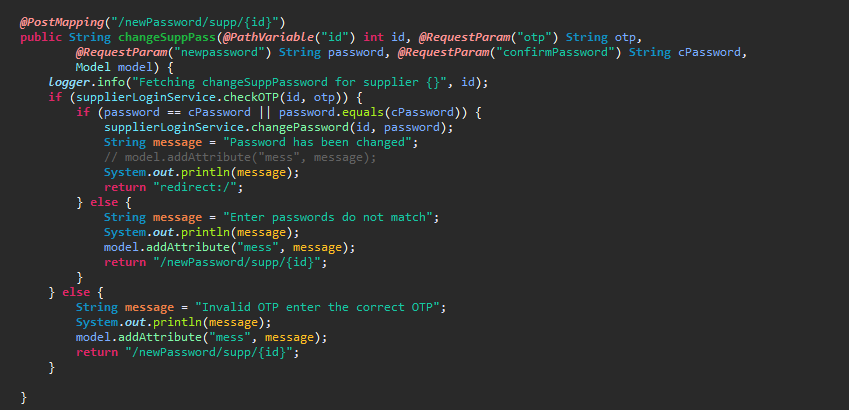 @PostMapping("/newPassword/supp/{id}")
public String changeSuppPass(@PathVariable("id") int id, @RequestParam("otp") String otp,
@RequestParam("newpassword") String password, @RequestParam("confirmPassword") String cPassword,
Model model) {
logger.info("Fetching changeSuppPassword for supplier {}", id);
if (supplierLoginService.checkOTP(id, otp)) {
if (password == cPassword || password.equals(cPassword)) {
supplierLoginService.changePassword(id, password);
String message = "Password has been changed";
// model.addAttribute("mess", message);
System.out.println(message);
return "redirect:/";
} else {
String message = "Enter passwords do not match";
System.out.println(message);
model.addAttribute("mess", message);
return "/newPassword/supp/{id}";
}
} else {
String message = "Invalid OTP enter the correct OTP";
System.out.println(message);
model.addAttribute("mess", message);
return "/newPassword/supp/{id}";
}
}